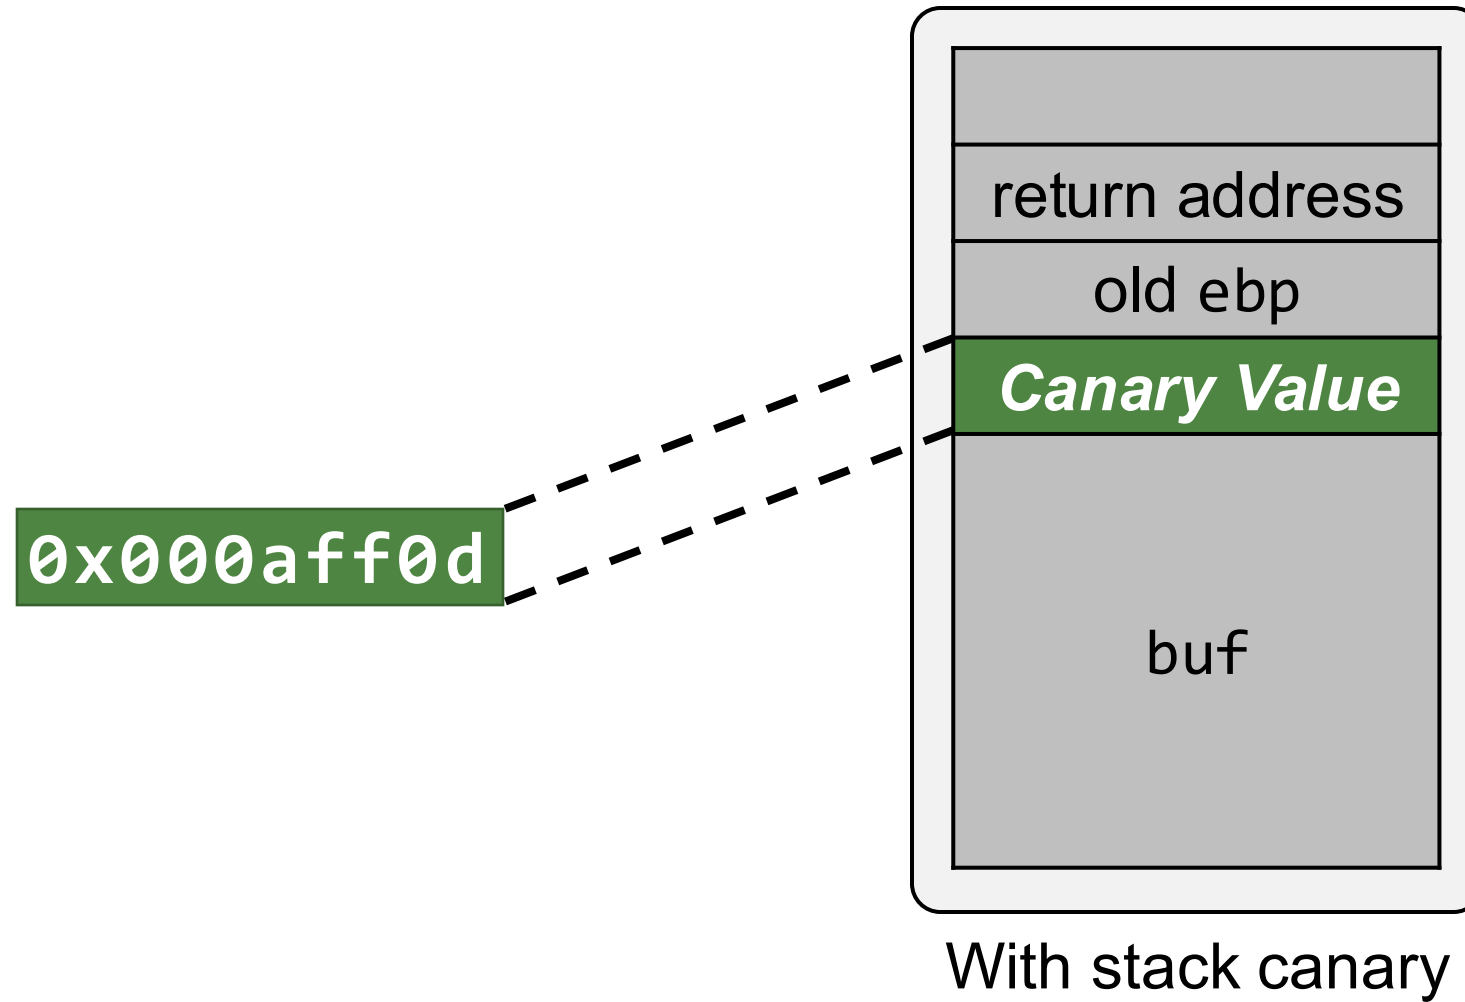 return address
old ebp
Canary Value
0x000aff0d
buf
With stack canary